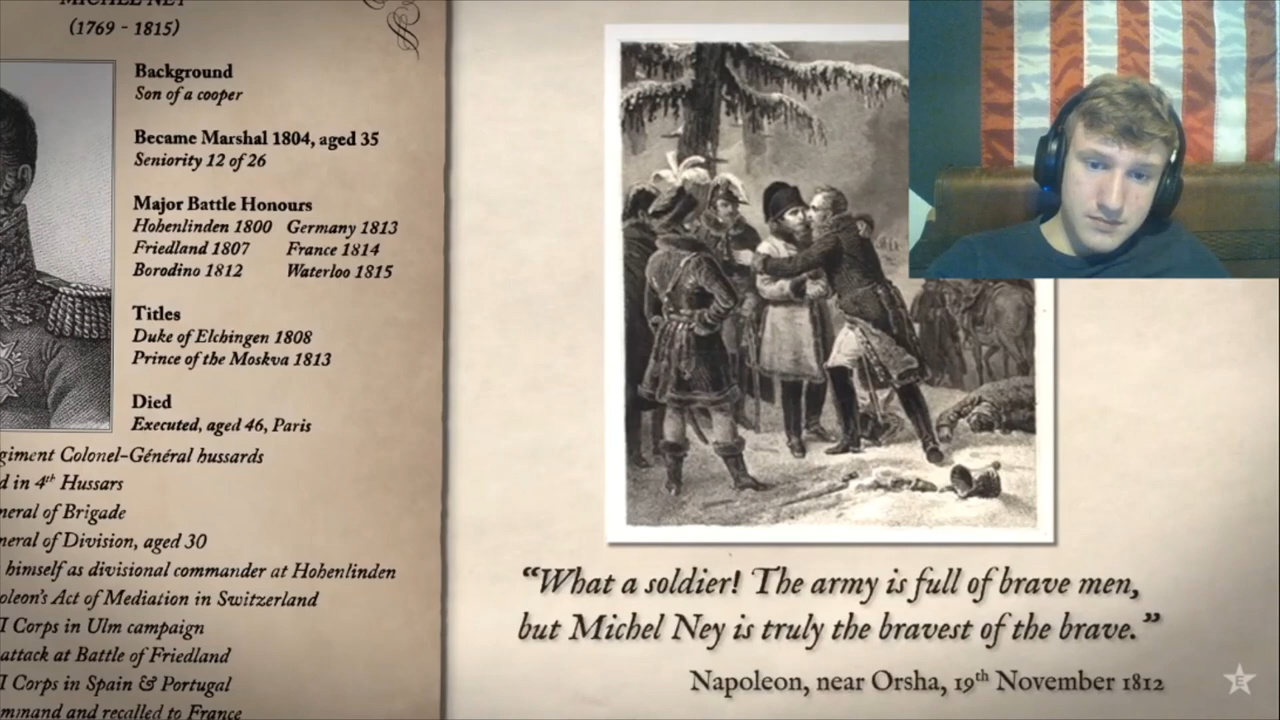 MICHEL NEY
(1769 - 1815)
Background
Son of a cooper
Became Marshal 1804, aged 35
Seniority 12 of 26
Major Battle Honours
Hohenlinden 1800 Germany 1813
Friedland 1807 France 1814
Borodino 1812 Waterloo 1815
Titles
Duke of Elchingen 1808
Prince of the Moskva 1813
Died
Executed, aged 46, Paris
giment Colonel-Général hussards
d in 4th Hussars
neral of Brigade
neral of Division, aged 30
himself as divisional commander at Hohenlinden
oleon's Act of Mediation in Switzerland
I Corps in Ulm campaign
attack at Battle of Friedland
I Corps in Spain & Portugal
mmand and recalled to France
“What a soldier! The army is full of brave men,
but Michel Ney is truly the bravest of the brave.”
Napoleon, near Orsha, 19th November 1812
E